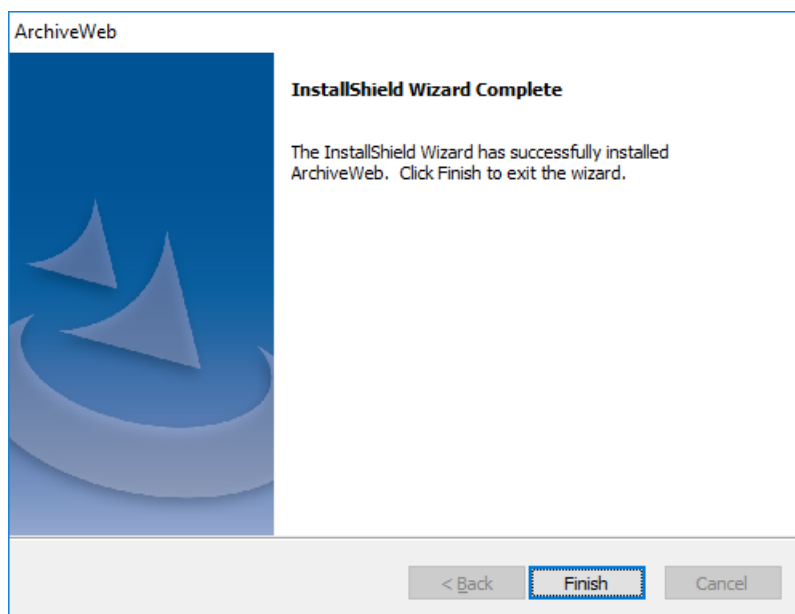 ArchiveWeb
InstallShield Wizard Complete
The InstallShield Wizard has successfully installed
ArchiveWeb. Click Finish to exit the wizard.
< Back
Finish
Cancel